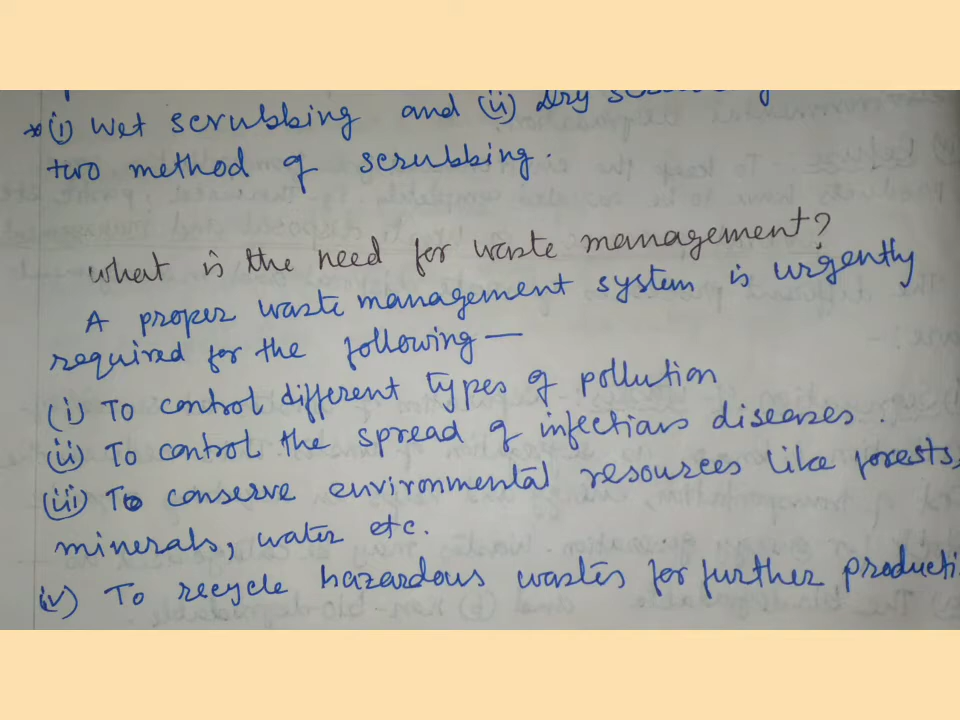 *(i) Wet scrubbing and (ii) Dry
two method of scrubbing.
What is the need for waste management?
A proper waste management system is urgently
required for the following —
(i) To control different types of pollution
(ii) To control the spread of infectious diseases.
(iii) To conserve environmental resources like forests,
minerals, water etc.
(iv) To recycle hazardous wastes for further